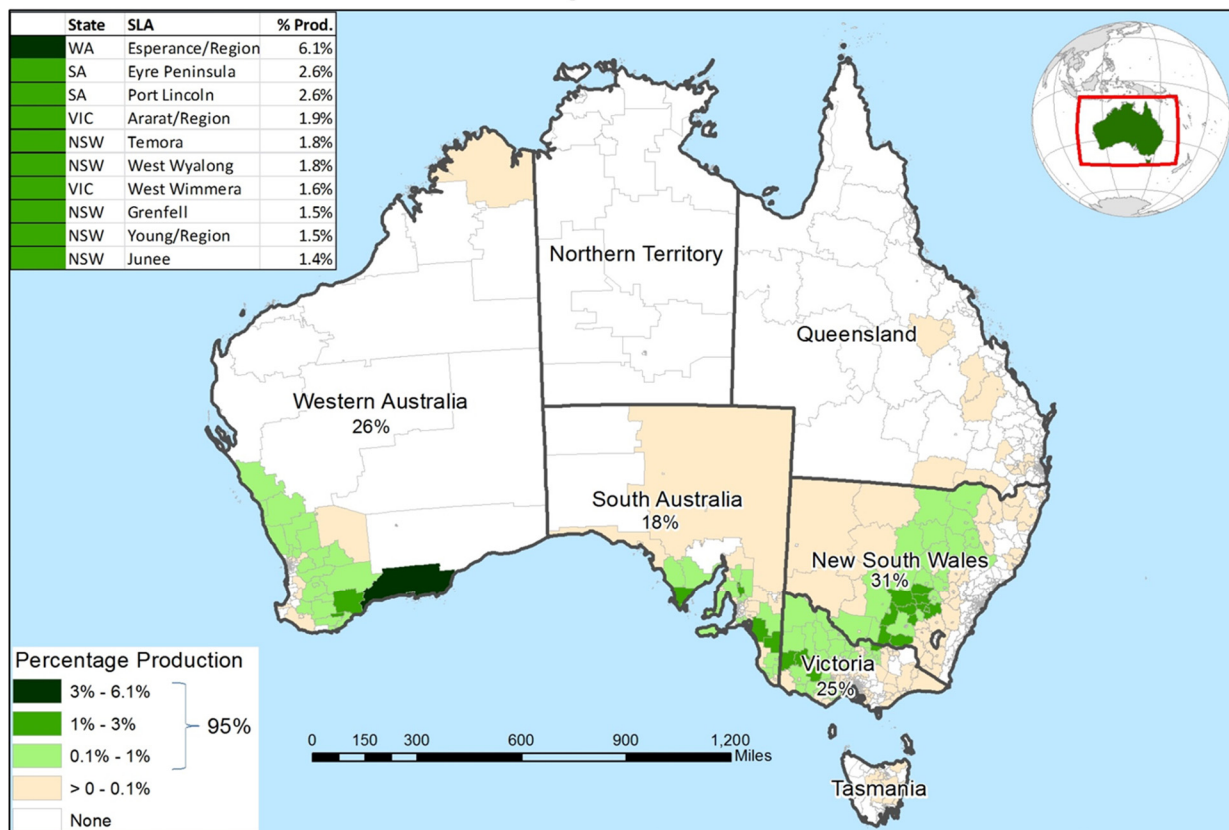 State SLA % Prod.
WA Esperance/Region 6.1%
SA Eyre Peninsula 2.6%
SA Port Lincoln 2.6%
VIC Ararat/Region 1.9%
NSW Temora 1.8%
NSW West Wyalong 1.8%
VIC West Wimmera 1.6%
NSW Grenfell 1.5%
NSW Young/Region 1.5%
NSW Junee 1.4%
Northern Territory
Queensland
Western Australia
26%
South Australia
18%
New South Wales
31%
Victoria
25%
Tasmania
Percentage Production
3% - 6.1%
1% - 3%
95%
0.1% - 1%
> 0 - 0.1%
None
0 150 300 600 900 1,200
Miles